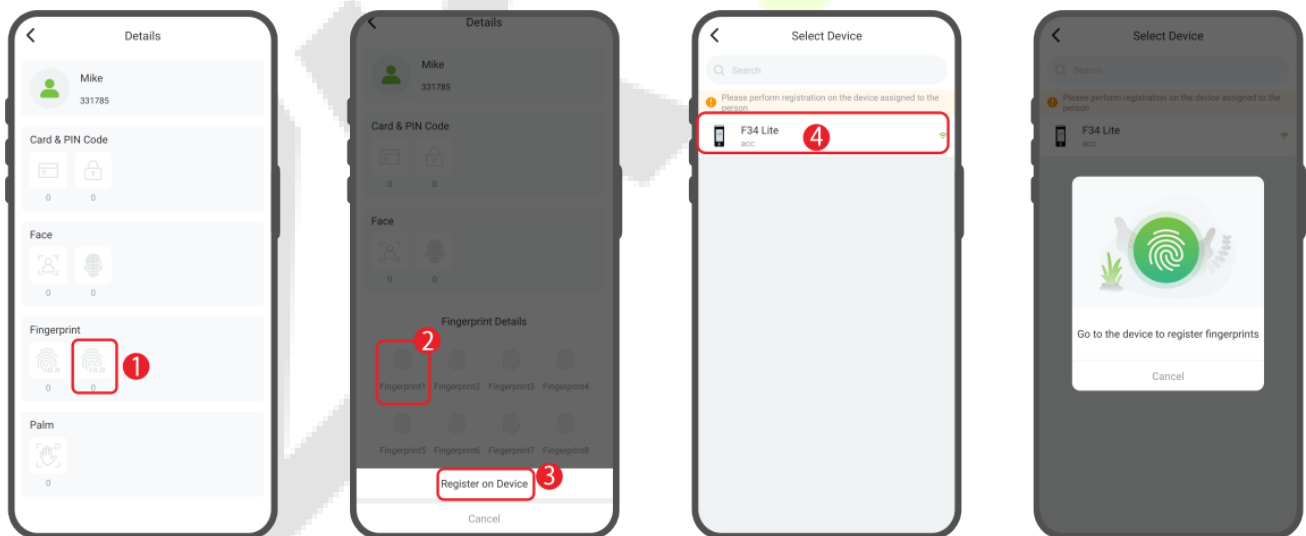 Details
Mike
331785
Card & PIN Code
0 0
Face
0 0
Fingerprint
0 0
1
Palm
0
Details
Mike
331785
Card & PIN Code
0 0
Face
0 0
Fingerprint Details
2
Fingerprint1 Fingerprint2 Fingerprint3 Fingerprint4
Fingerprint5 Fingerprint6 Fingerprint7 Fingerprint8
Register on Device
3
Cancel
Select Device
Search
Please perform registration on the device assigned to the
person
F34 Lite
acc
4
Select Device
Search
Please perform registration on the device assigned to the
person
F34 Lite
acc
Go to the device to register fingerprints
Cancel